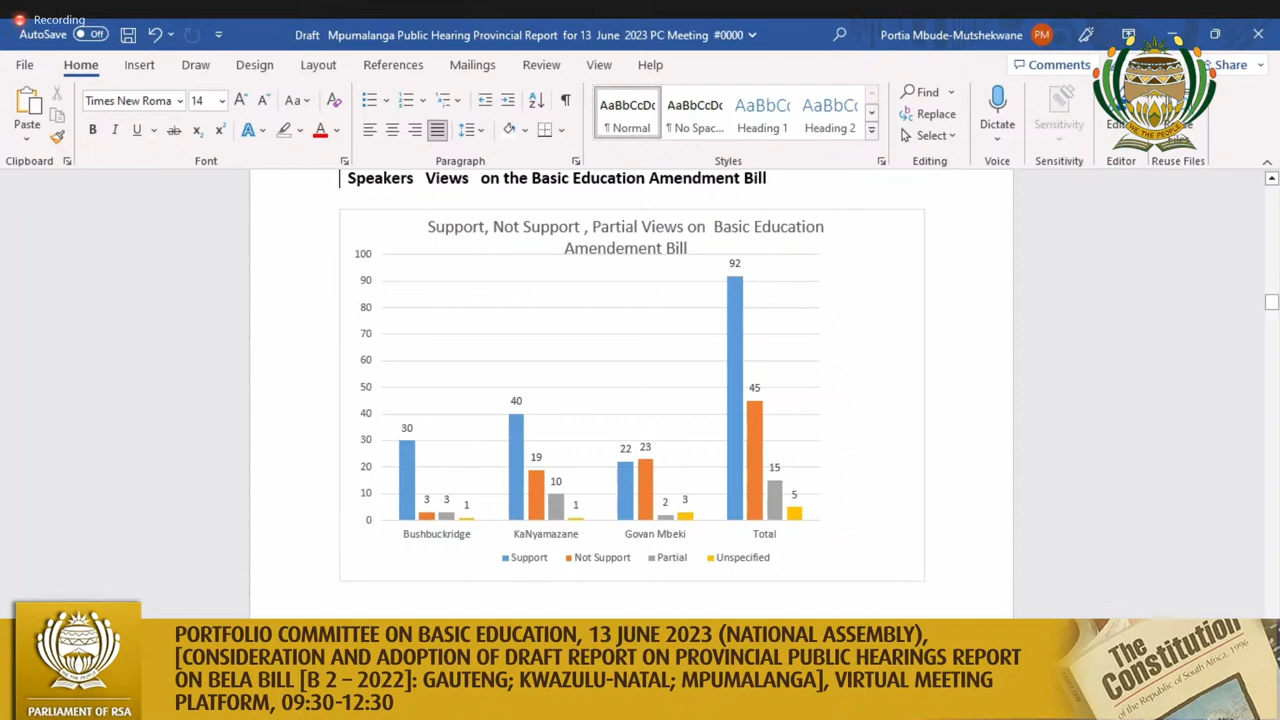 Recording
AutoSave Off
Draft Mpumalanga Public Hearing Provincial Report for 13 June 2023 PC Meeting #0000
Portia Mbude-Mutshekwane PM
File Home Insert Draw Design Layout References Mailings Review View Help
Comments
Share
Paste
Times New Roma
14
Aa
AaBbCcDc
¶ Normal
AaBbCcDc
¶ No Spac...
AaBbCc
Heading 1
AaBbCc
Heading 2
Find
Replace
Select
Dictate
Sensitivity
Clipboard
Font
Paragraph
Styles
Editing
Voice
Sensitivity
Editor
Reuse Files
Speakers Views on the Basic Education Amendment Bill
Support, Not Support , Partial Views on Basic Education
Amendement Bill
100
90
80
70
60
50
40
30
20
10
0
30 3 3 1
40 19 10 1
22 23 2 3
92 45 15 5
Bushbuckridge KaNyamazane Govan Mbeki Total
Support Not Support Partial Unspecified
PORTFOLIO COMMITTEE ON BASIC EDUCATION, 13 JUNE 2023 (NATIONAL ASSEMBLY),
[CONSIDERATION AND ADOPTION OF DRAFT REPORT ON PROVINCIAL PUBLIC HEARINGS REPORT
ON BELA BILL [B 2 – 2022]: GAUTENG; KWAZULU-NATAL; MPUMALANGA], VIRTUAL MEETING
PLATFORM, 09:30-12:30
PARLIAMENT OF RSA
The
Constitution
of the Republic of South Africa, 1996